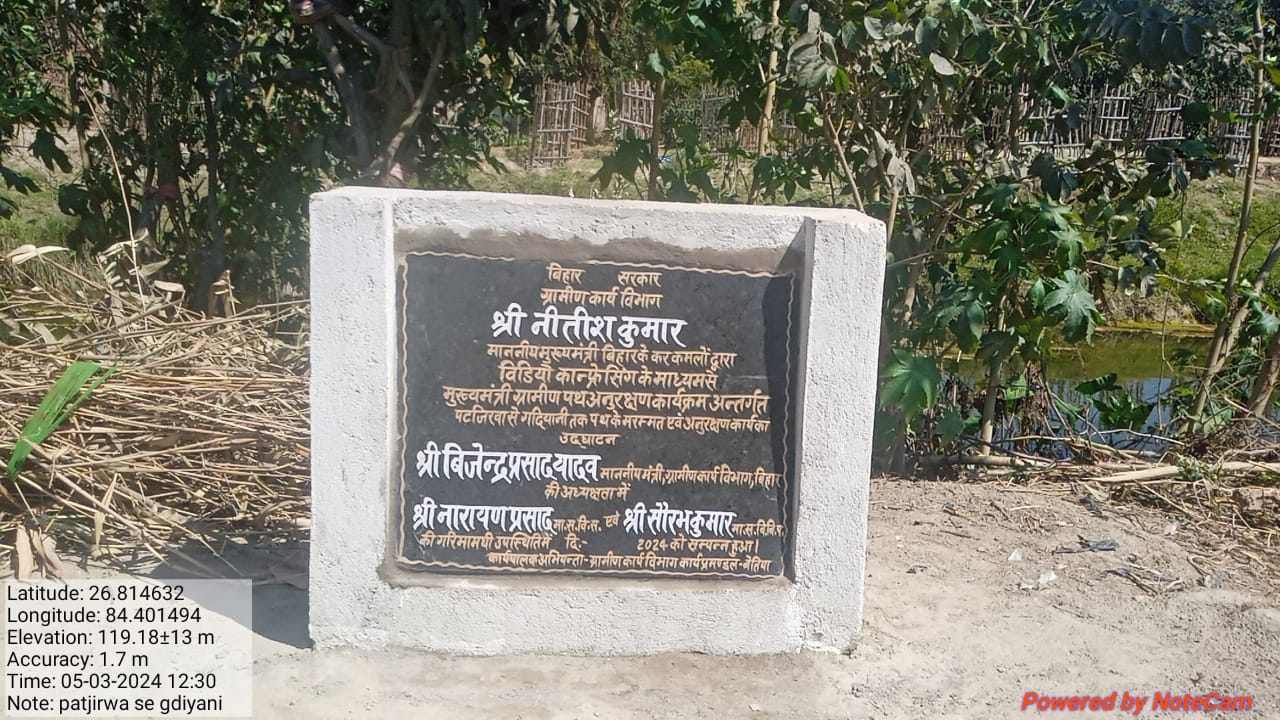 बिहार सरकार
ग्रामीण कार्य विभाग
श्री नीतीश कुमार
माननीय मुख्यमत्री बिहार के कर कमलों द्वारा
विडियौ कान्फ्रेसिंग के माध्यम से
मुख्यमंत्री ग्रामीण पथ अनुरक्षण कार्यक्रम अन्तर्गत
पटजिरवा से गदियानी तक पथ के मरम्मत एवं अनुरक्षण कार्य का
उद्घाटन
श्री बिजेन्द्र प्रसाद यादव माननीय मंत्री, ग्रामीण कार्य विभाग, बिहार
की अध्यक्षता में
श्री नारायण प्रसाद मा.स.वि.स. एवं श्री सौरभ कुमार मा.स.बि.वि.प.
की गरिमामयी उपस्थिति में दि:- 2024 को सम्पन्न हुआ।
कार्यपालक अभियन्ता-ग्रामीण कार्य विभाग कार्य प्रमण्डल-बेतिया
Latitude: 26.814632
Longitude: 84.401494
Elevation: 119.18±13 m
Accuracy: 1.7 m
Time: 05-03-2024 12:30
Note: patjirwa se gdiyani
Powered by NoteCam